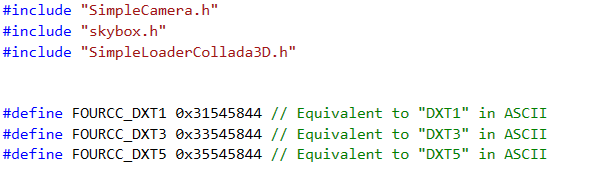 #include "SimpleCamera.h"
#include "skybox.h"
#include "SimpleLoaderCollada3D.h"
#define FOURCC_DXT1 0x31545844 // Equivalent to "DXT1" in ASCII
#define FOURCC_DXT3 0x33545844 // Equivalent to "DXT3" in ASCII
#define FOURCC_DXT5 0x35545844 // Equivalent to "DXT5" in ASCII